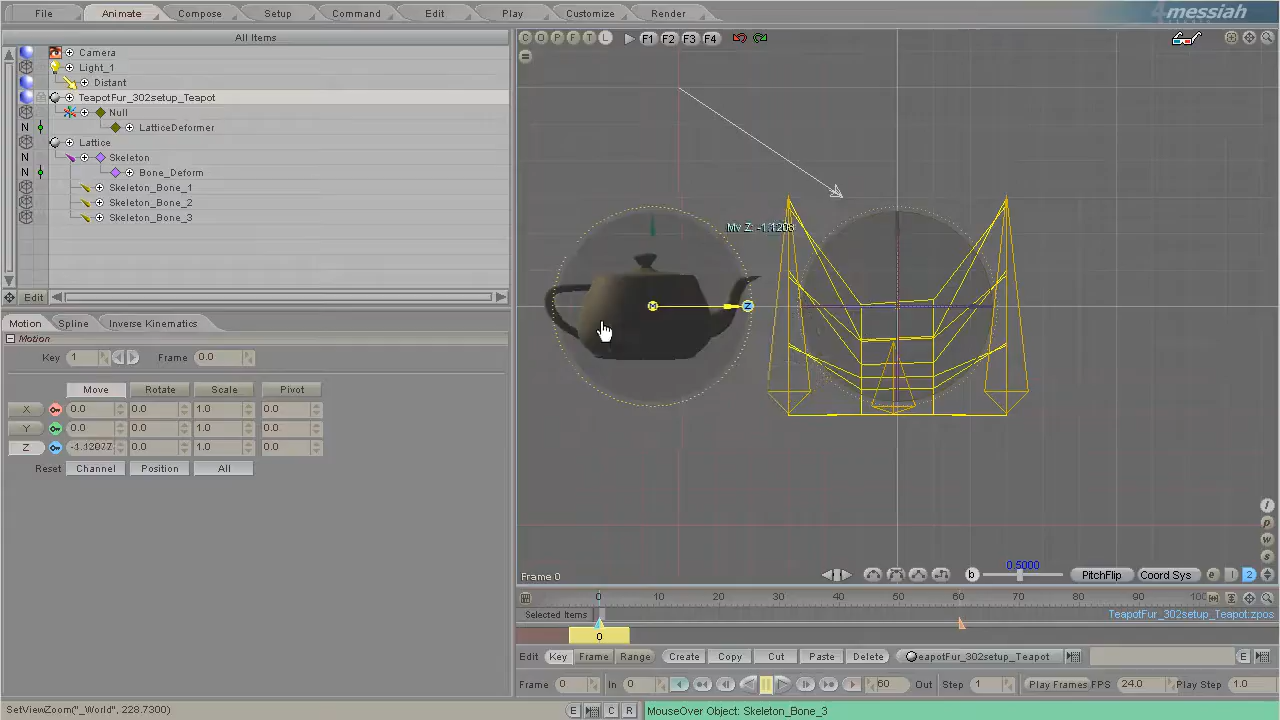 File Animate Compose Setup Command Edit Play Customize Render 4messiah
All Items
Camera
Light_1
Distant
TeapotFur_302setup_Teapot
Null
N LatticeDeformer
Lattice
N Skeleton
N Bone_Deform
Skeleton_Bone_1
Skeleton_Bone_2
Skeleton_Bone_3
Edit
C O P F T L F1 F2 F3 F4
Mv Z: -1.1208
M Z
Motion Spline Inverse Kinematics
Motion
Key 1 Frame 0.0
Move Rotate Scale Pivot
X 0.0 0.0 1.0 0.0
Y 0.0 0.0 1.0 0.0
Z -1.12077 0.0 1.0 0.0
Reset Channel Position All
i
p
w
s
Frame 0 b 0.5000 PitchFlip Coord Sys e 1 2
0 10 20 30 40 50 60 70 80 90 100
Selected Items TeapotFur_302setup_Teapot:zpos
0
Edit Key Frame Range Create Copy Cut Paste Delete eapotFur_302setup_Teapot E
Frame 0 In 0 60 Out Step 1 Play Frames FPS 24.0 Play Step 1.0
SetViewZoom("_World", 228.7300) E C R MouseOver Object: Skeleton_Bone_3